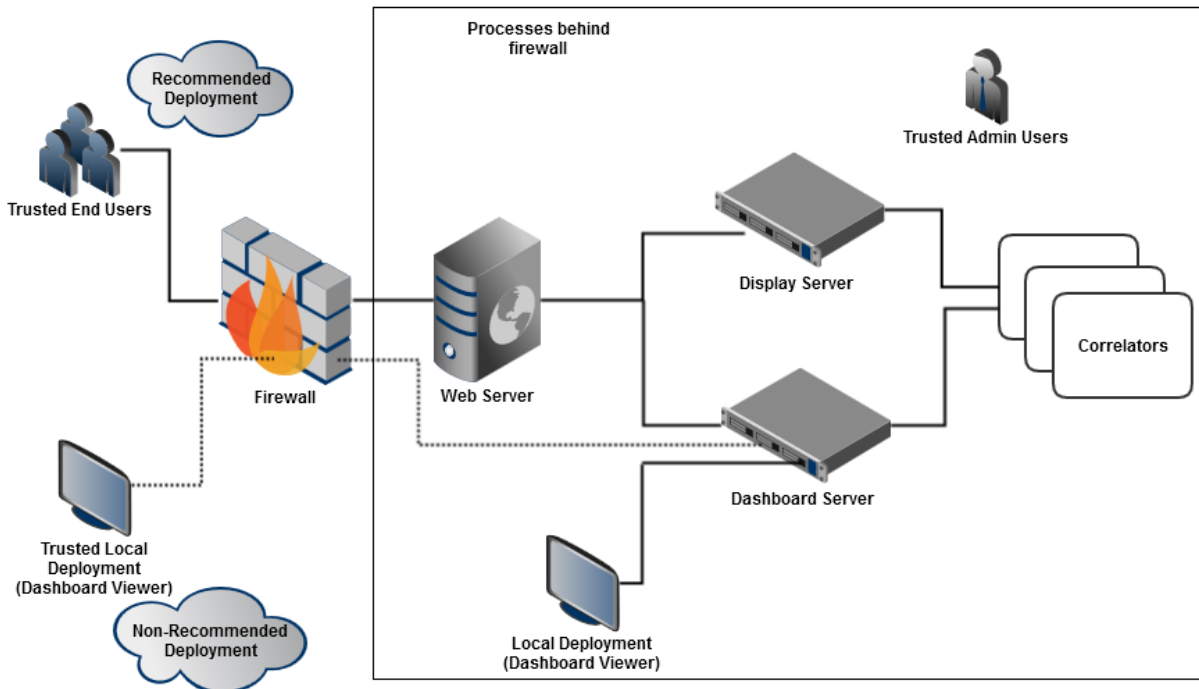 Processes behind
firewall
Recommended
Deployment
Trusted Admin Users
Trusted End Users
Display Server
Firewall
Web Server
Correlators
Dashboard Server
Trusted Local
Deployment
(Dashboard Viewer)
Non-Recommended
Deployment
Local Deployment
(Dashboard Viewer)